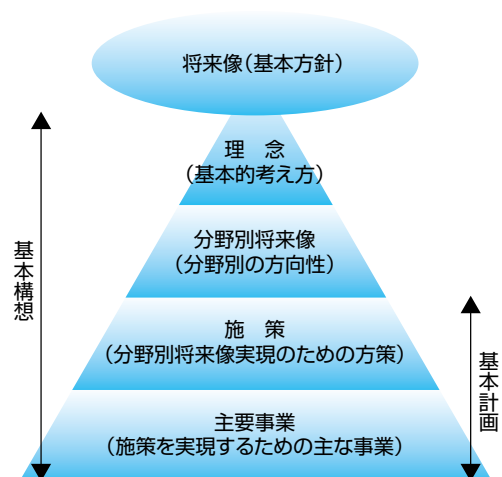 将来像（基本方針）
理　念
（基本的考え方）
分野別将来像
（分野別の方向性）
施　策
（分野別将来像実現のための方策）
主要事業
（施策を実現するための主な事業）
基本構想
基本計画